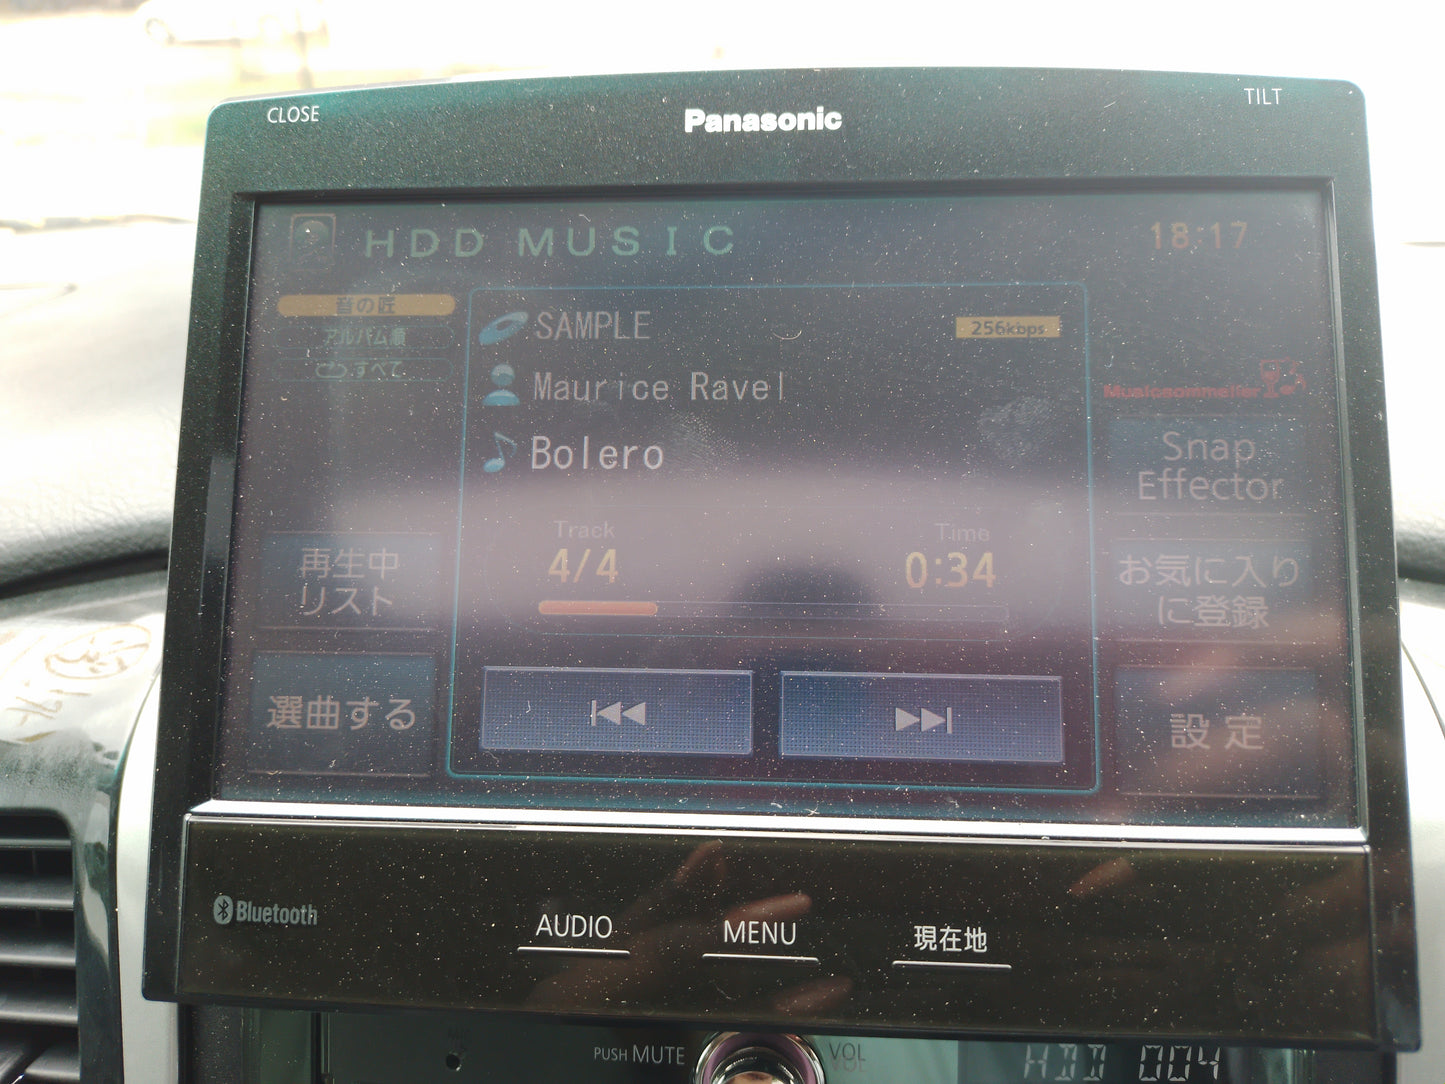 CLOSE
Panasonic
TILT
HDD MUSIC
18:17
音の匠
アルバム順
すべて
SAMPLE
256kbps
Maurice Ravel
Bolero
Musicsommelier
Snap
Effector
Track
Time
4/4
0:34
再生中
リスト
お気に入り
に登録
選曲する
設定
Bluetooth
AUDIO
MENU
現在地
PUSH MUTE
VOL
HDD 004